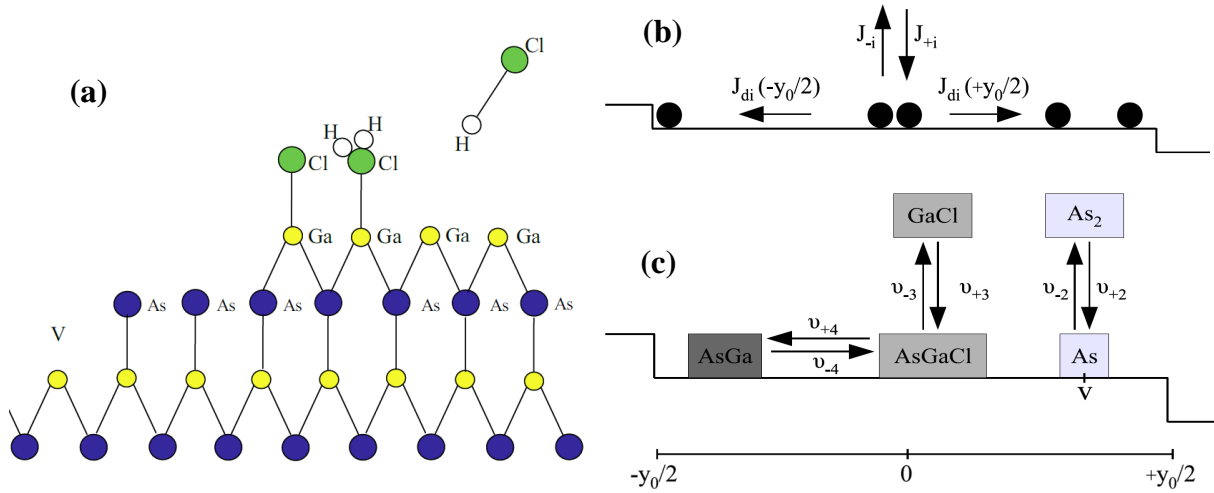 (a)
Cl
H
H
H
Cl
Cl
Ga
Ga
Ga
Ga
As
As
As
As
As
As
V
(b)
J-i
J+i
Jdi(-y0/2)
Jdi(+y0/2)
(c)
GaCl
As2
υ-3
υ+3
υ-2
υ+2
υ+4
υ-4
AsGa
AsGaCl
As
v
-y0/2
0
+y0/2